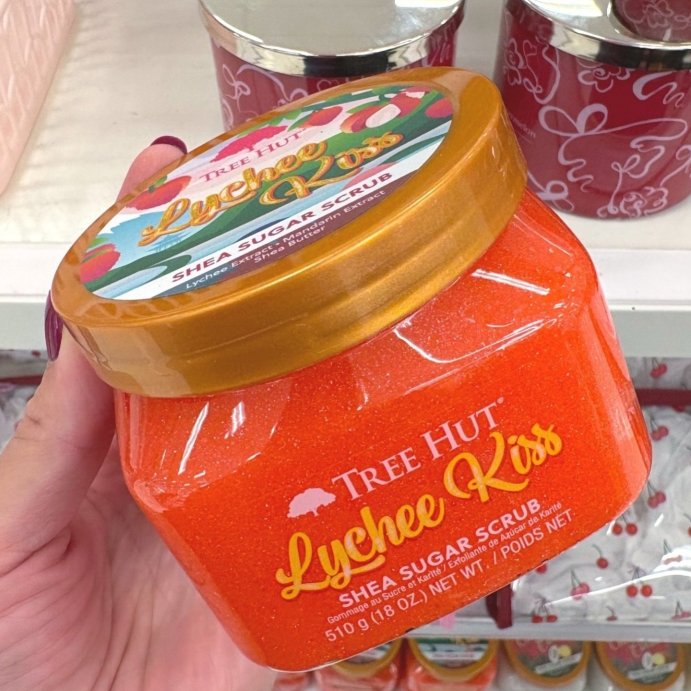 TREE HUT
Lychee
Kiss
SHEA SUGAR SCRUB
Lychee Extract • Mandarin Extract
Shea Butter
TREE HUT®
Lychee Kiss
SHEA SUGAR SCRUB
Gommage au Sucre et Karité / Exfoliante de Azúcar de Karité
510 g (18 OZ.) NET WT. / POIDS NET.